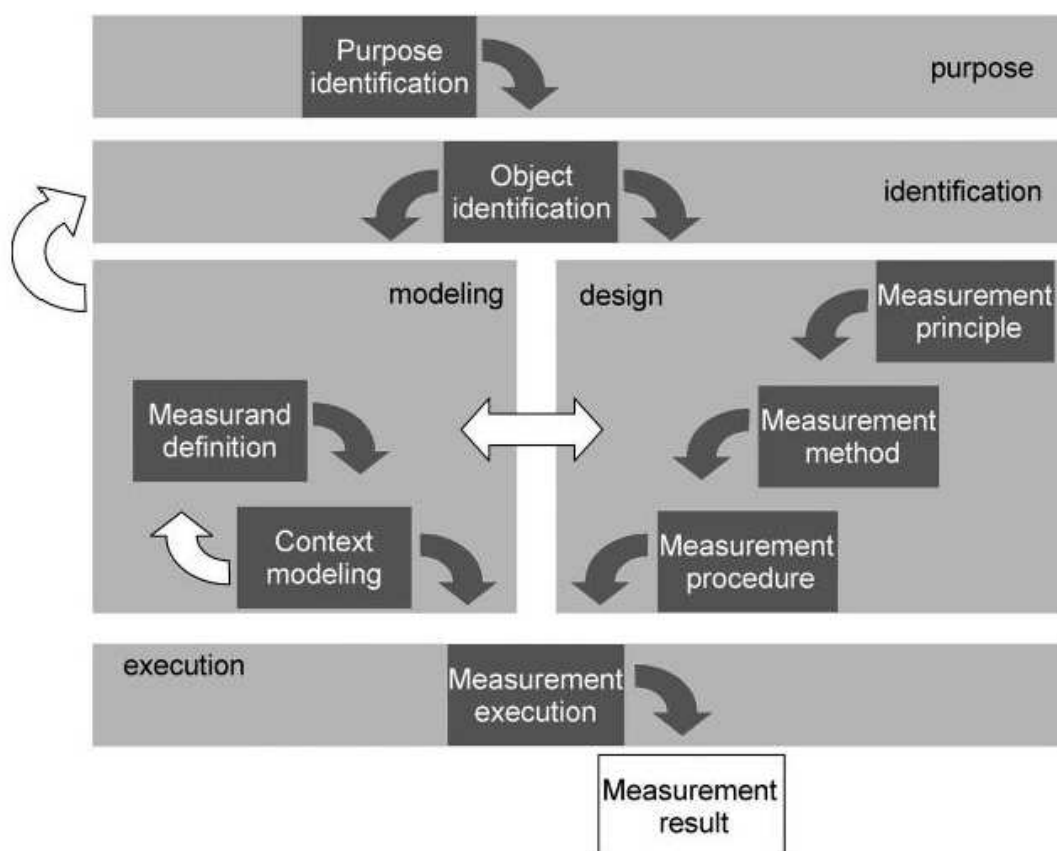 Purpose
identification
purpose
Object
identification
identification
modeling
design
Measurement
principle
Measurand
definition
Measurement
method
Context
modeling
Measurement
procedure
execution
Measurement
execution
Measurement
result